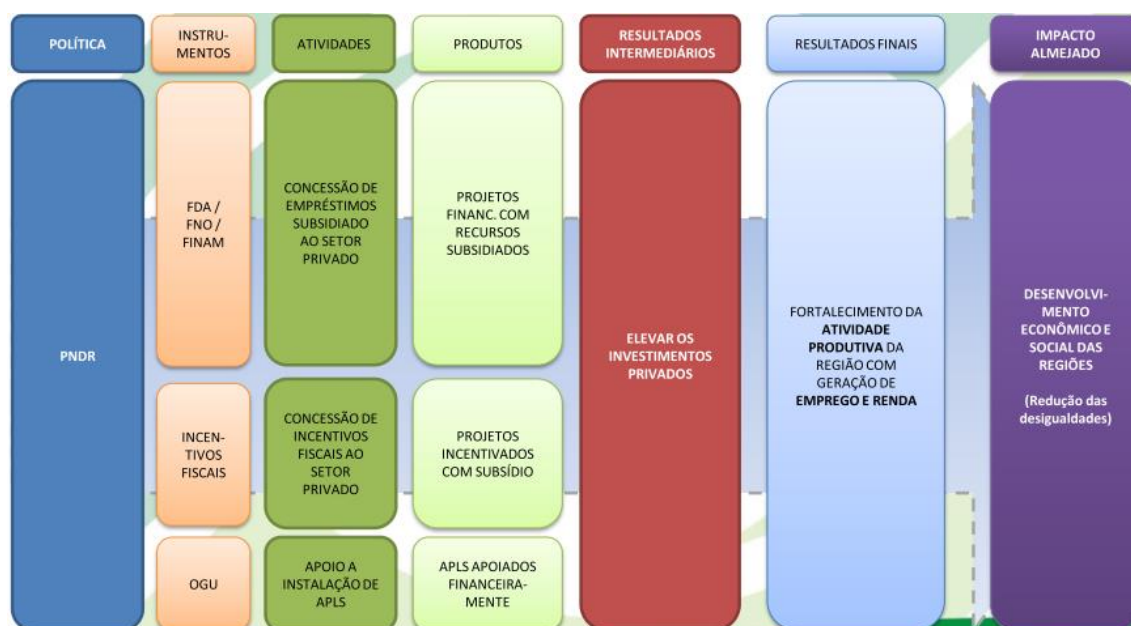 POLÍTICA
INSTRU-
MENTOS
ATIVIDADES
PRODUTOS
RESULTADOS
INTERMEDIÁRIOS
RESULTADOS FINAIS
IMPACTO
ALMEJADO
PNDR
FDA /
FNO /
FINAM
CONCESSÃO DE
EMPRÉSTIMOS
SUBSIDIADO
AO SETOR
PRIVADO
PROJETOS
FINANC. COM
RECURSOS
SUBSIDIADOS
INCEN-
TIVOS
FISCAIS
CONCESSÃO DE
INCENTIVOS
FISCAIS AO
SETOR
PRIVADO
PROJETOS
INCENTIVADOS
COM SUBSÍDIO
OGU
APOIO A
INSTALAÇÃO DE
APLS
APLS APOIADOS
FINANCEIRA-
MENTE
ELEVAR OS
INVESTIMENTOS
PRIVADOS
FORTALECIMENTO DA
ATIVIDADE
PRODUTIVA DA
REGIÃO COM
GERAÇÃO DE
EMPREGO E RENDA
DESENVOLVI-
MENTO
ECONÔMICO E
SOCIAL DAS
REGIÕES
(Redução das
desigualdades)